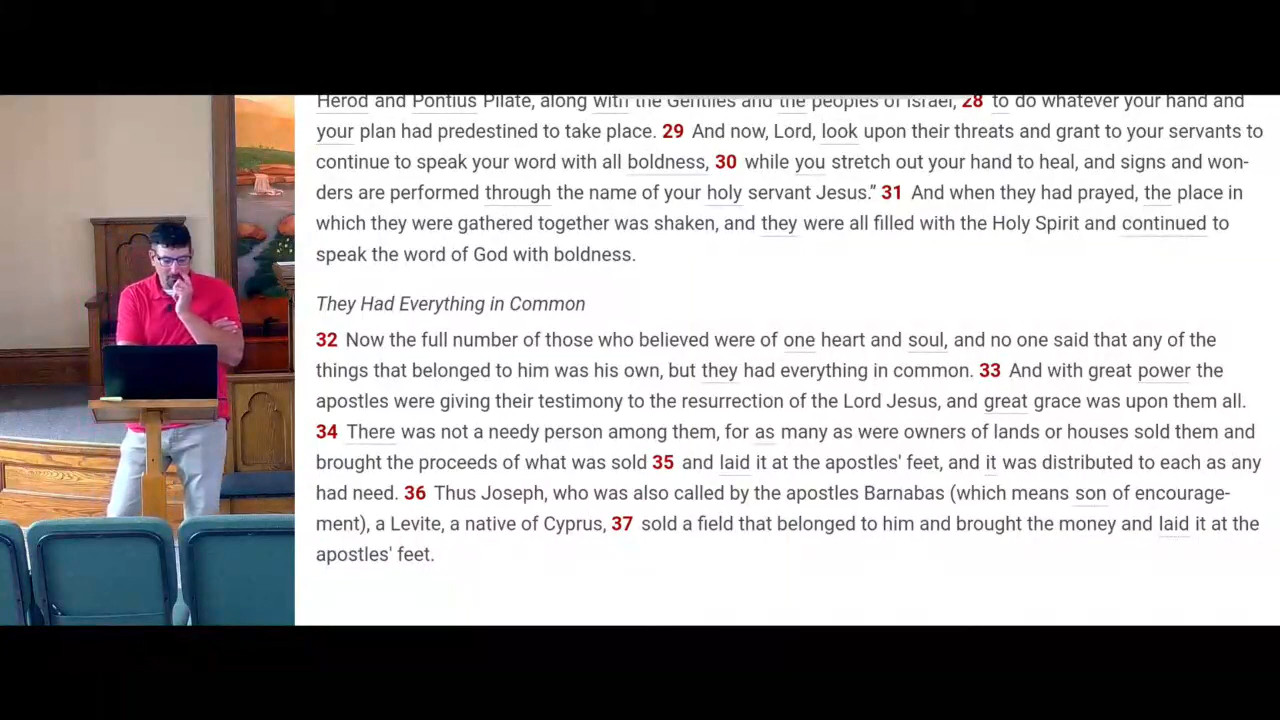 Herod and Pontius Pilate, along with the Gentiles and the peoples of Israel, 28 to do whatever your hand and
your plan had predestined to take place. 29 And now, Lord, look upon their threats and grant to your servants to
continue to speak your word with all boldness, 30 while you stretch out your hand to heal, and signs and won-
ders are performed through the name of your holy servant Jesus.” 31 And when they had prayed, the place in
which they were gathered together was shaken, and they were all filled with the Holy Spirit and continued to
speak the word of God with boldness.
They Had Everything in Common
32 Now the full number of those who believed were of one heart and soul, and no one said that any of the
things that belonged to him was his own, but they had everything in common. 33 And with great power the
apostles were giving their testimony to the resurrection of the Lord Jesus, and great grace was upon them all.
34 There was not a needy person among them, for as many as were owners of lands or houses sold them and
brought the proceeds of what was sold 35 and laid it at the apostles' feet, and it was distributed to each as any
had need. 36 Thus Joseph, who was also called by the apostles Barnabas (which means son of encourage-
ment), a Levite, a native of Cyprus, 37 sold a field that belonged to him and brought the money and laid it at the
apostles' feet.